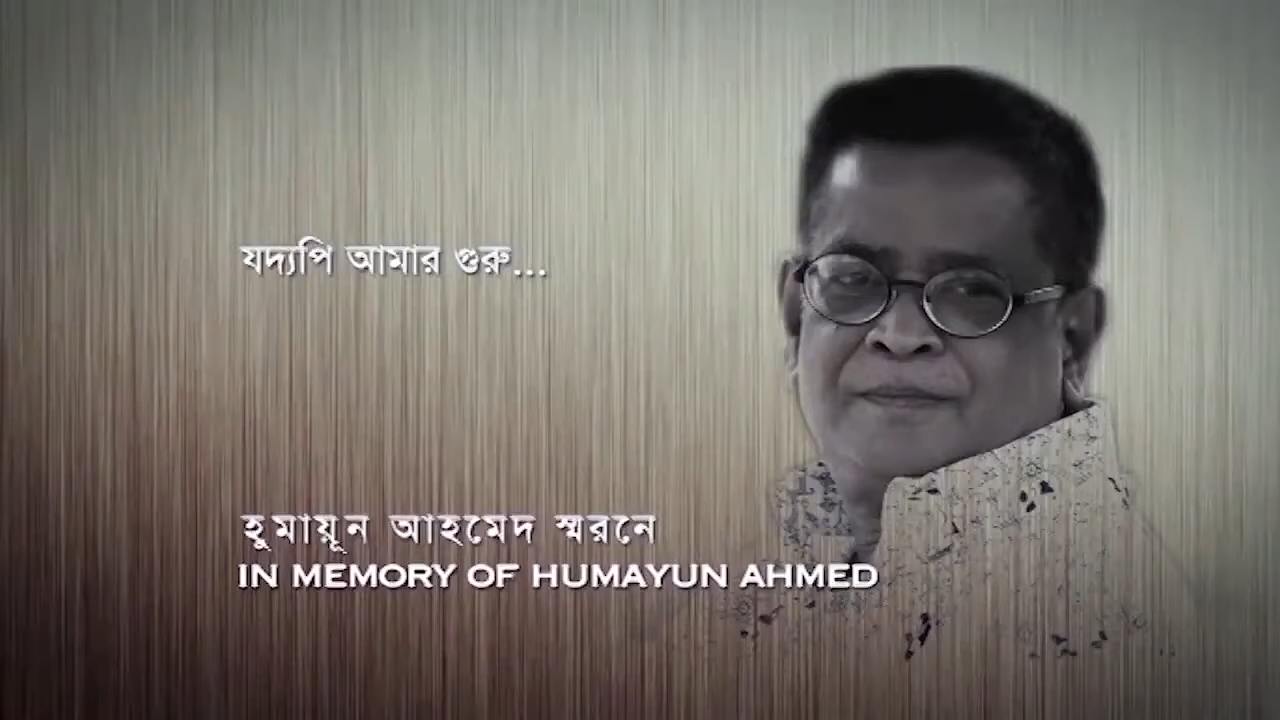 যদ্যপি আমার গুরু...
হুমায়ূন আহমেদ স্মরনে
IN MEMORY OF HUMAYUN AHMED